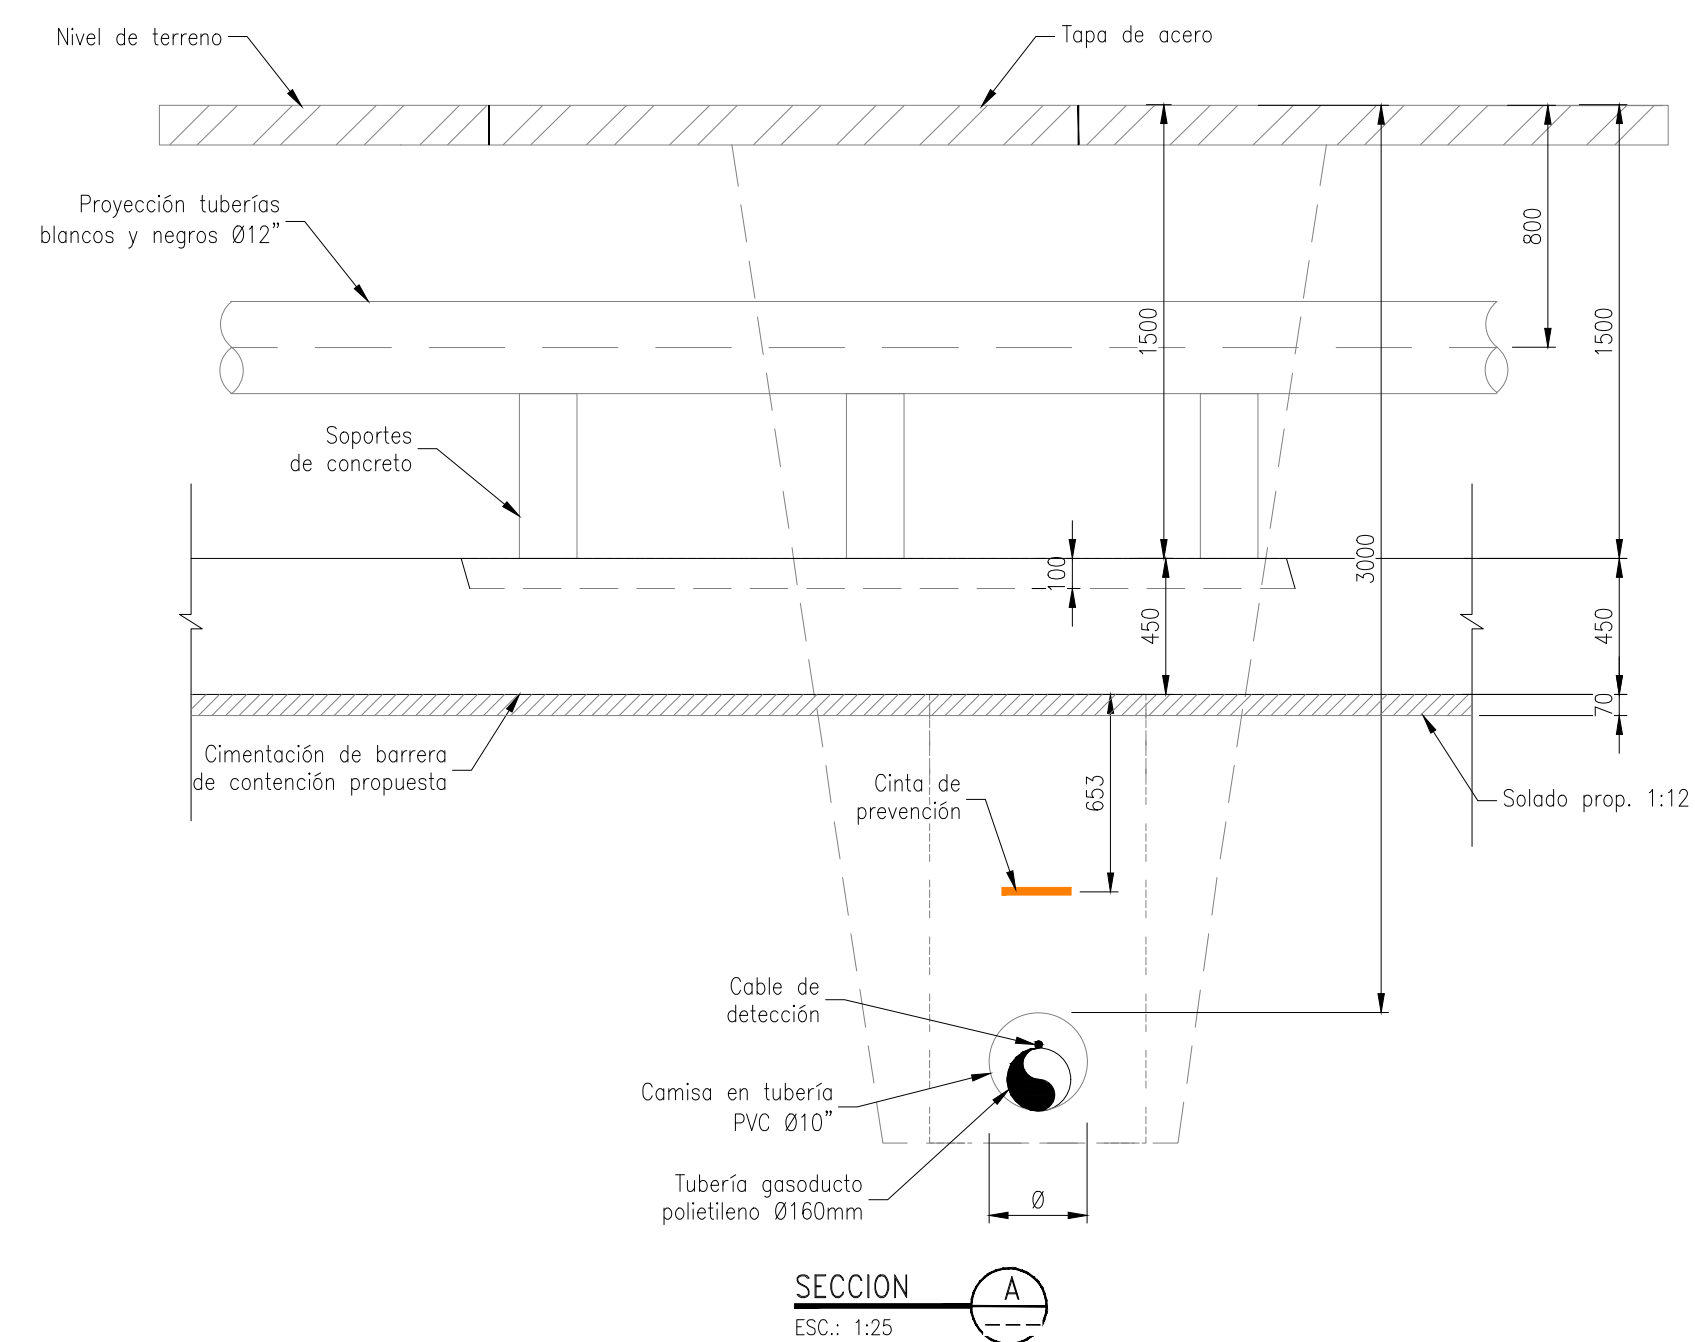 Nivel de terreno
Tapa de acero
Proyección tuberías
blancos y negros Ø12”
800
1500
1500
Soportes
de concreto
3000
100
450
450
70
Cimentación de barrera
de contención propuesta
Cinta de
prevención
653
Solado prop. 1:12
Cable de
detección
Camisa en tubería
PVC Ø10”
Tubería gasoducto
polietileno Ø160mm
Ø
SECCION
A
ESC.: 1:25